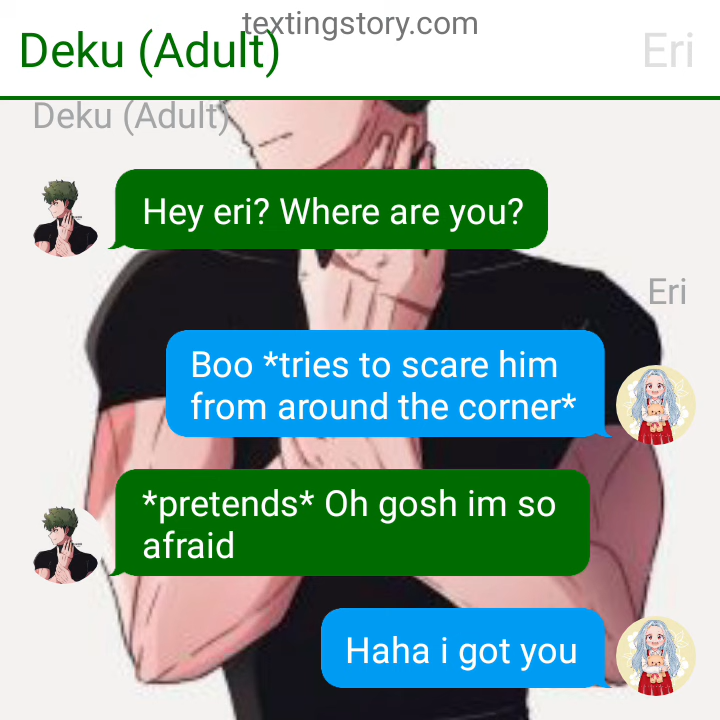 textingstory.com
Deku (Adult)
Eri
Deku (Adult)
Hey eri? Where are you?
Eri
Boo *tries to scare him
from around the corner*
*pretends* Oh gosh im so
afraid
Haha i got you